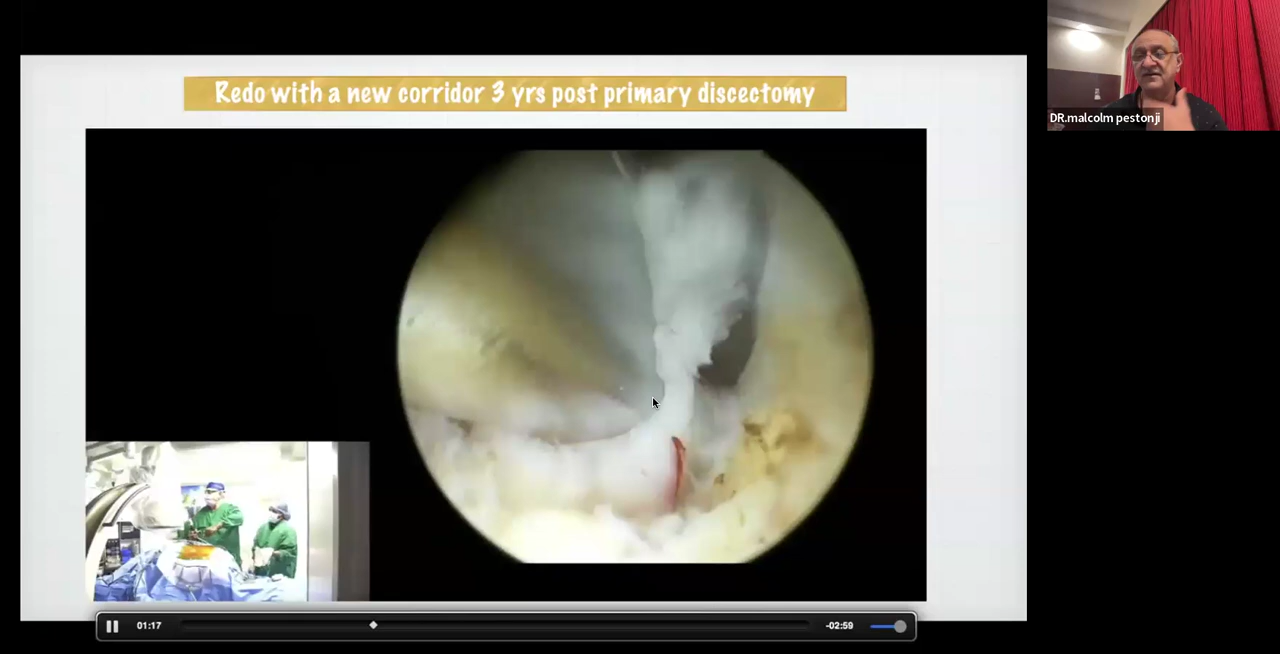 Redo with a new corridor 3 yrs post primary discectomy
DR.malcolm pestonji
01:17
-02:59